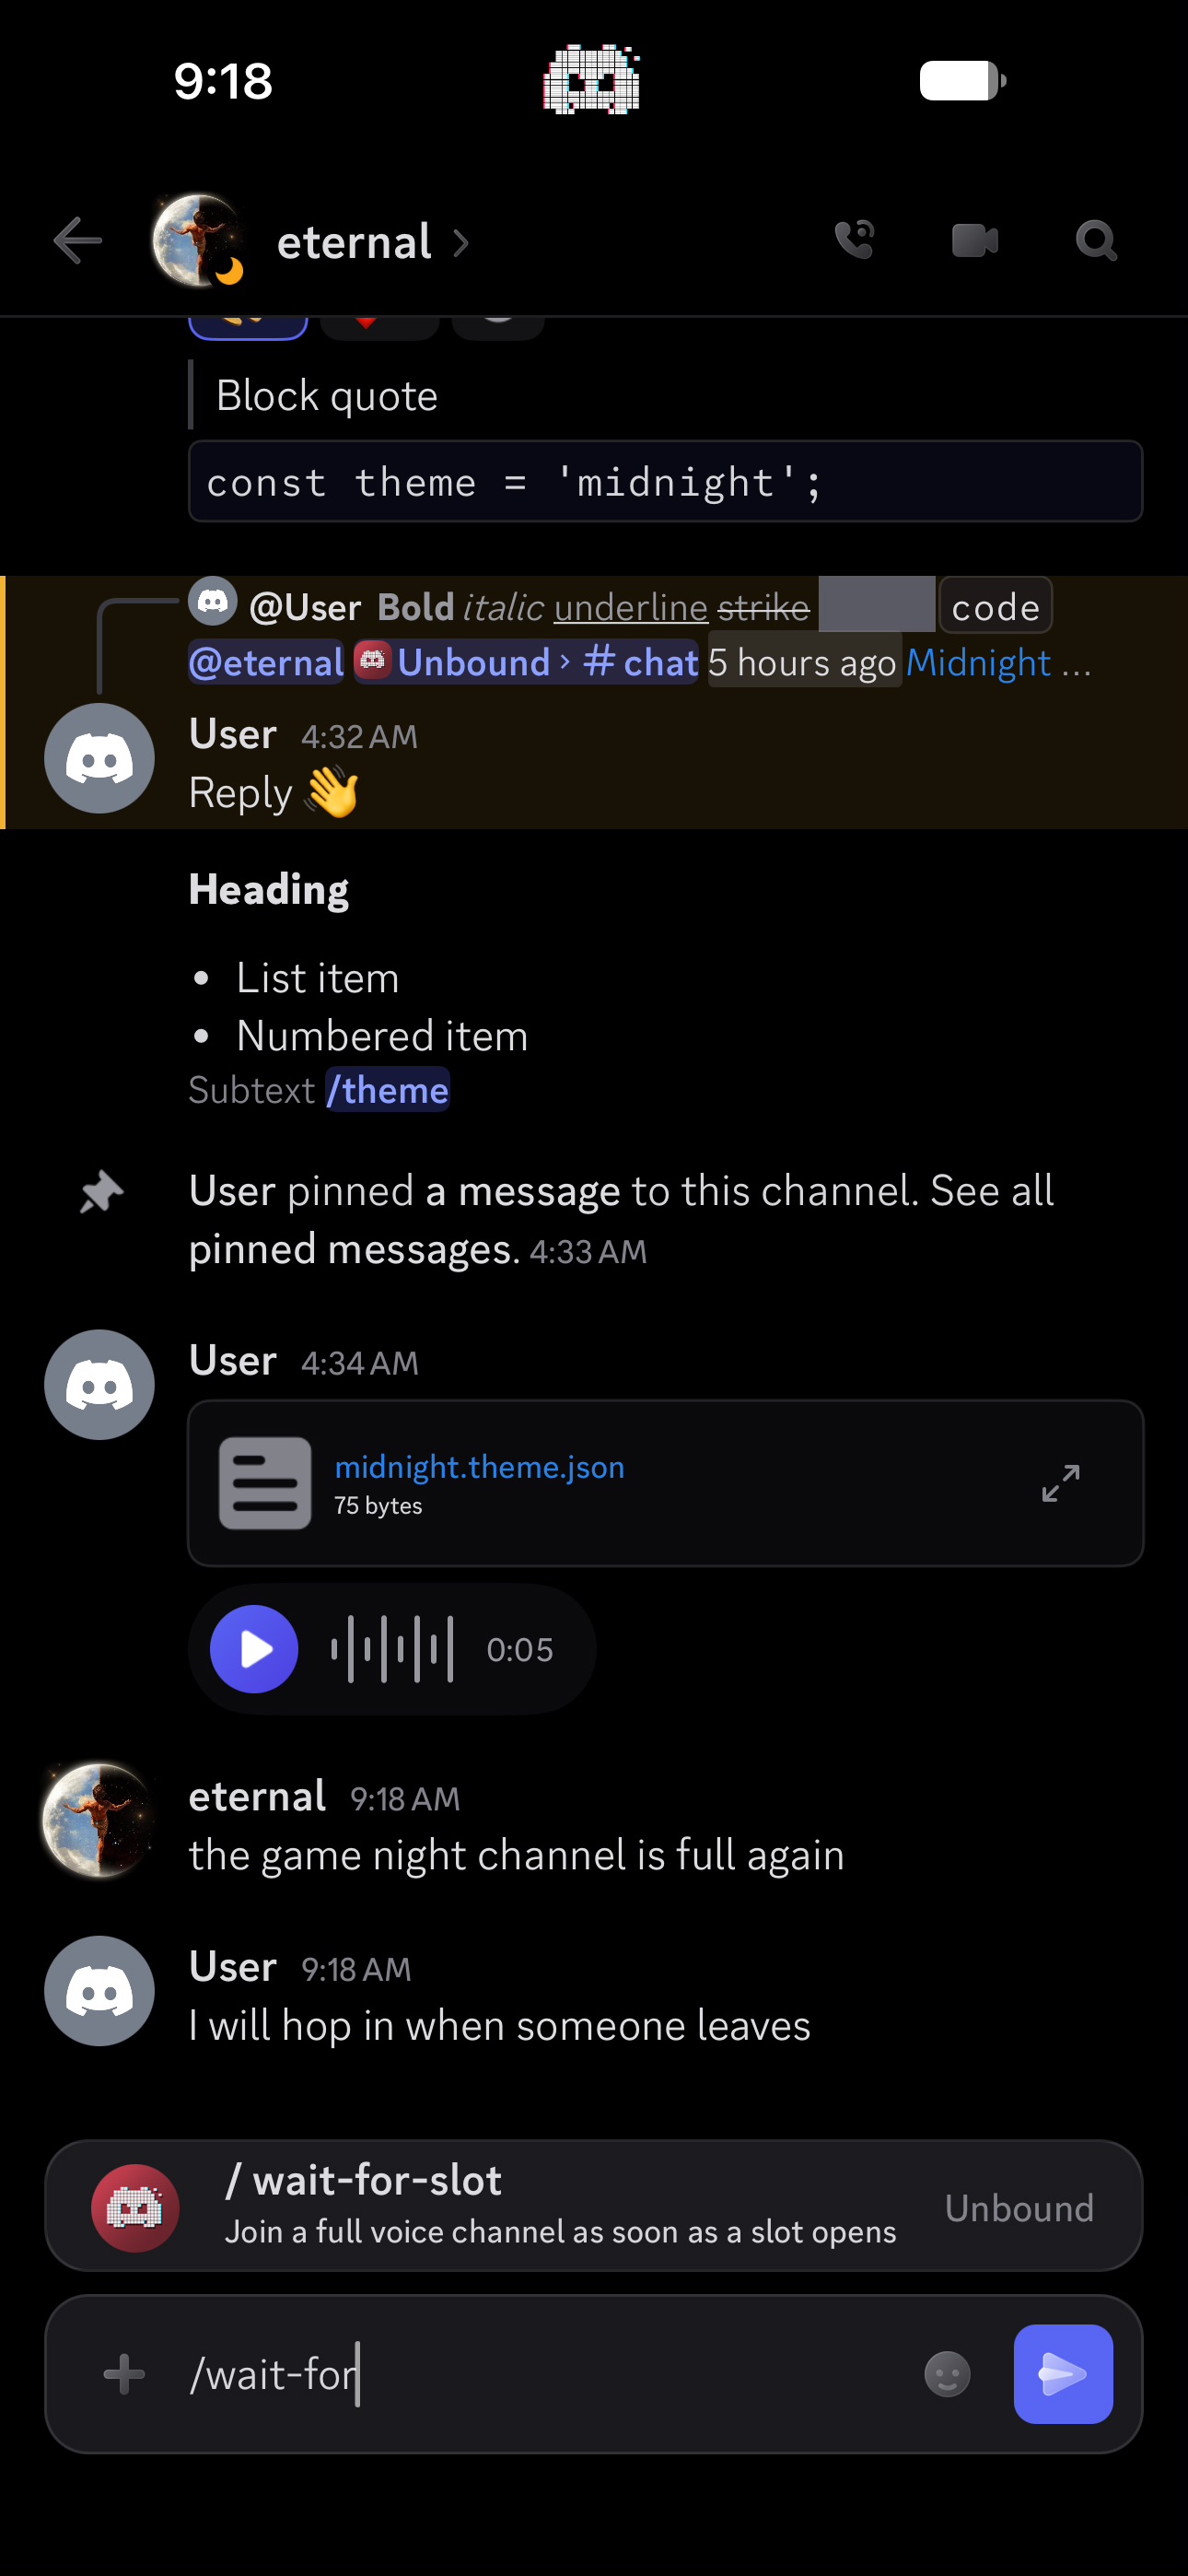 9:18
eternal
Block quote
const theme = 'midnight';
@User Bold italic underline strike code
@eternal Unbound › # chat 5 hours ago Midnight ...
User 4:32 AM
Reply 👋
Heading
• List item
• Numbered item
Subtext /theme
User pinned a message to this channel. See all
pinned messages. 4:33 AM
User 4:34 AM
midnight.theme.json
75 bytes
0:05
eternal 9:18 AM
the game night channel is full again
User 9:18 AM
I will hop in when someone leaves
/ wait-for-slot
Join a full voice channel as soon as a slot opens
Unbound
/wait-for